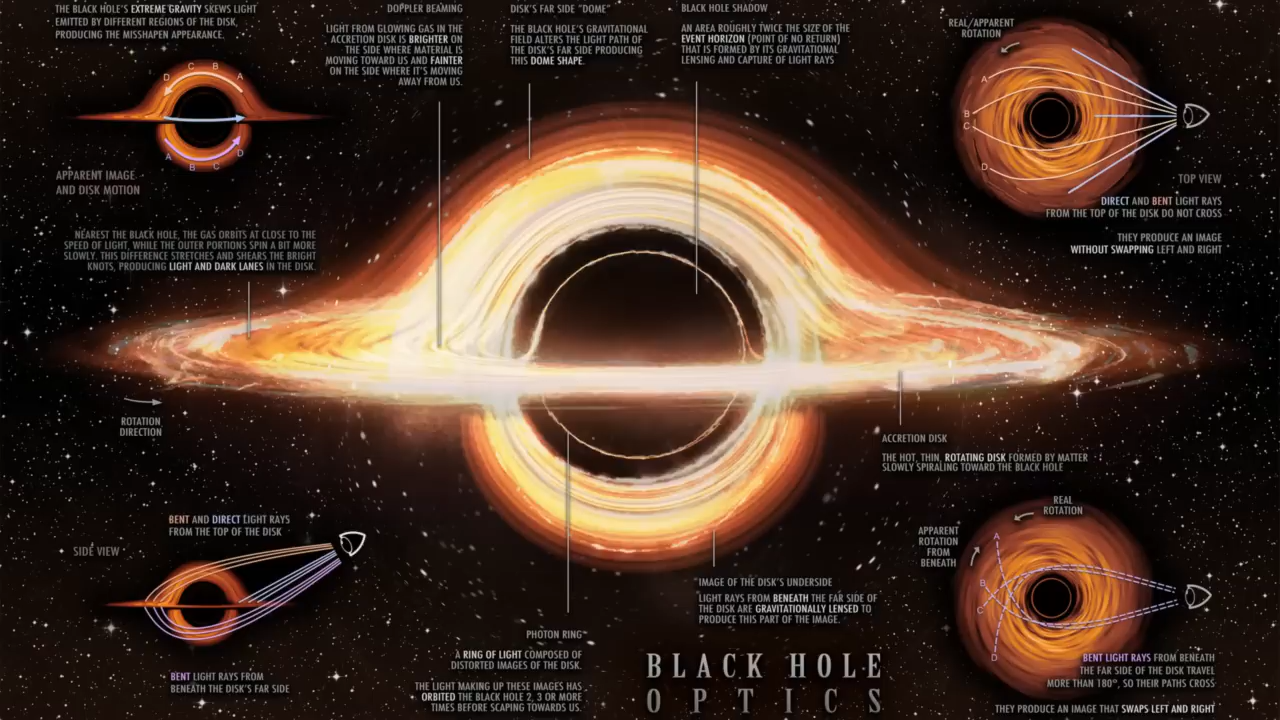 THE BLACK HOLE'S EXTREME GRAVITY SKEWS LIGHT
EMITTED BY DIFFERENT REGIONS OF THE DISK,
PRODUCING THE MISSHAPEN APPEARANCE.
D C B A
A B C D
APPARENT IMAGE
AND DISK MOTION
DOPPLER BEAMING
LIGHT FROM GLOWING GAS IN THE
ACCRETION DISK IS BRIGHTER ON
THE SIDE WHERE MATERIAL IS
MOVING TOWARD US AND FAINTER
ON THE SIDE WHERE IT'S MOVING
AWAY FROM US.
DISK'S FAR SIDE "DOME"
THE BLACK HOLE'S GRAVITATIONAL
FIELD ALTERS THE LIGHT PATH OF
THE DISK'S FAR SIDE PRODUCING
THIS DOME SHAPE.
BLACK HOLE SHADOW
AN AREA ROUGHLY TWICE THE SIZE OF THE
EVENT HORIZON (POINT OF NO RETURN)
THAT IS FORMED BY ITS GRAVITATIONAL
LENSING AND CAPTURE OF LIGHT RAYS
REAL/APPARENT
ROTATION
A
B
C
D
TOP VIEW
DIRECT AND BENT LIGHT RAYS
FROM THE TOP OF THE DISK DO NOT CROSS
THEY PRODUCE AN IMAGE
WITHOUT SWAPPING LEFT AND RIGHT
NEAREST THE BLACK HOLE, THE GAS ORBITS AT CLOSE TO THE
SPEED OF LIGHT, WHILE THE OUTER PORTIONS SPIN A BIT MORE
SLOWLY. THIS DIFFERENCE STRETCHES AND SHEARS THE BRIGHT
KNOTS, PRODUCING LIGHT AND DARK LANES IN THE DISK.
ROTATION
DIRECTION
ACCRETION DISK
THE HOT, THIN, ROTATING DISK FORMED BY MATTER
SLOWLY SPIRALING TOWARD THE BLACK HOLE
BENT AND DIRECT LIGHT RAYS
FROM THE TOP OF THE DISK
SIDE VIEW
BENT LIGHT RAYS FROM
BENEATH THE DISK'S FAR SIDE
PHOTON RING
A RING OF LIGHT COMPOSED OF
DISTORTED IMAGES OF THE DISK.
THE LIGHT MAKING UP THESE IMAGES HAS
ORBITED THE BLACK HOLE 2, 3 OR MORE
TIMES BEFORE SCAPING TOWARDS US.
IMAGE OF THE DISK'S UNDERSIDE
LIGHT RAYS FROM BENEATH THE FAR SIDE OF
THE DISK ARE GRAVITATIONALLY LENSED TO
PRODUCE THIS PART OF THE IMAGE.
BLACK HOLE
OPTICS
REAL
ROTATION
APPARENT
ROTATION
FROM
BENEATH
A
B
C
D
BENT LIGHT RAYS FROM BENEATH
THE FAR SIDE OF THE DISK TRAVEL
MORE THAN 180°, SO THEIR PATHS CROSS
THEY PRODUCE AN IMAGE THAT SWAPS LEFT AND RIGHT